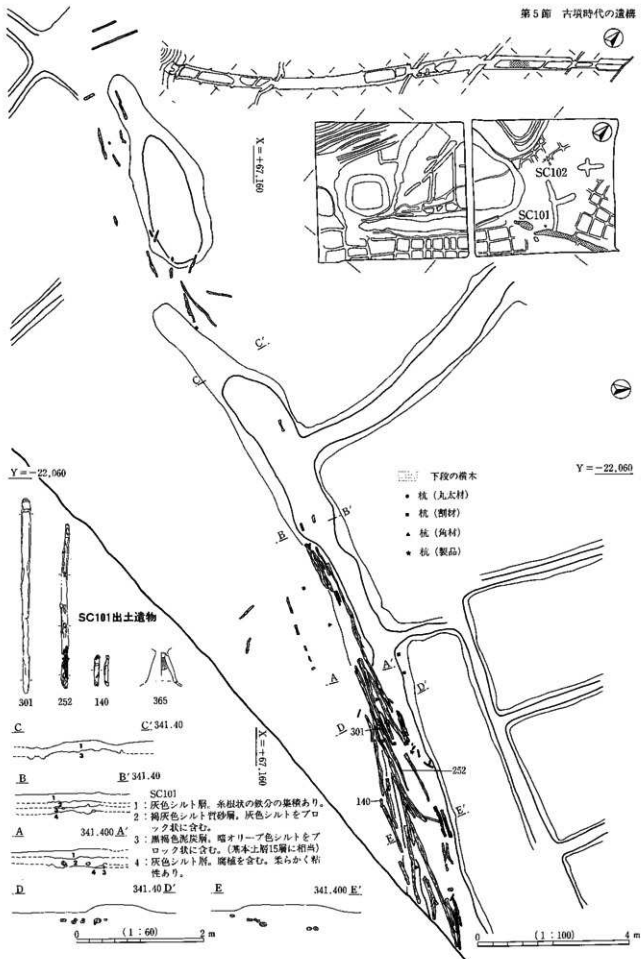 第5節 古墳時代の遺構
X=+67,160
SC102
SC101
C'
C
Y=-22,060
Y=-22,060
下段の横木
杭(丸太材)
杭(割材)
杭(角材)
杭(製品)
B'
B
SC101出土遺物
A'
A
D'
D
301
252
140
E'
E
301
252
140
365
X=+67,160
C
C' 341.40
1
B
B' 341.40
SC101
1:灰色シルト層。糸根状の鉄分の集積あり。
2:褐灰色シルト質砂層。灰色シルトをブ
ロック状に含む。
3:黒褐色泥炭層。暗オリーブ色シルトをブ
ロック状に含む。(基本土層15層に相当)
4:灰色シルト層。腐植を含む。柔らかく粘
性あり。
A
341.400 A'
D
341.40 D'
E
341.400 E'
0 (1:60) 2 m
0 (1:100) 4 m